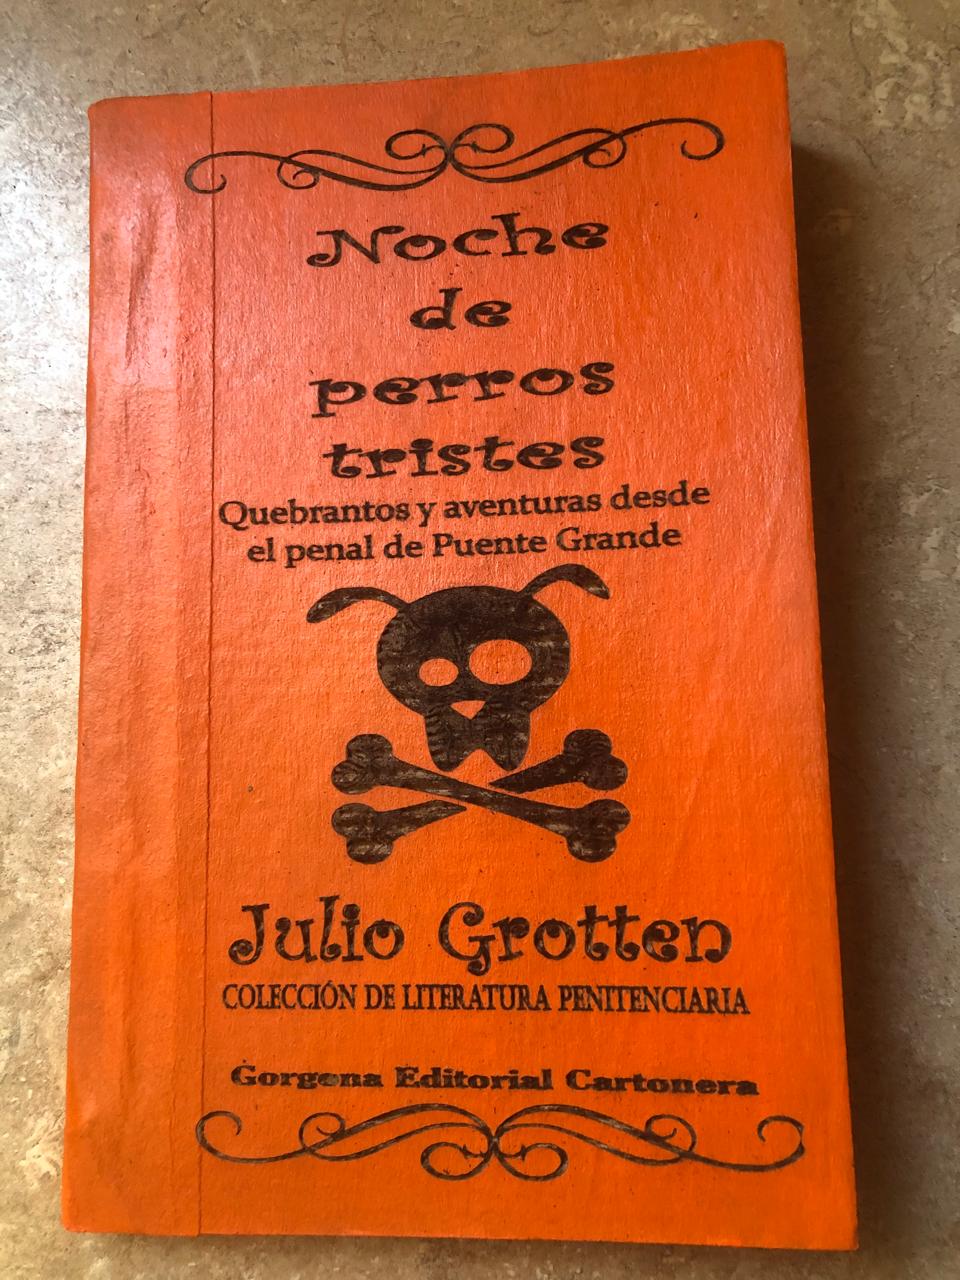 Noche
de
perros
tristes
Quebrantos y aventuras desde
el penal de Puente Grande
Julio Grotten
COLECCIÓN DE LITERATURA PENITENCIARIA
Gorgona Editorial Cartonera